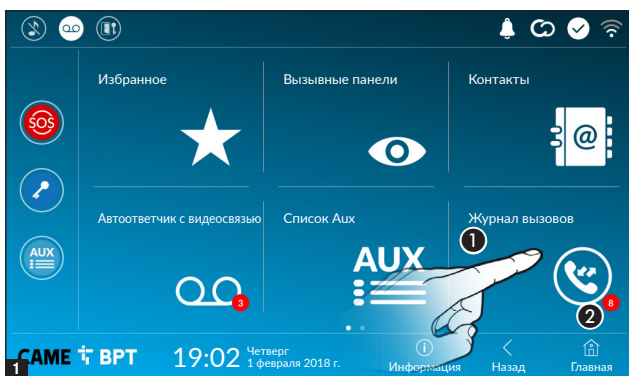 Избранное
Вызывные панели
Контакты
SOS
@
Автоответчик с видеосвязью
Список Aux
Журнал вызовов
1
AUX
AUX
3
2
8
CAME BPT
19:02
Четверг
1 февраля 2018 г.
Информация
Назад
Главная
1